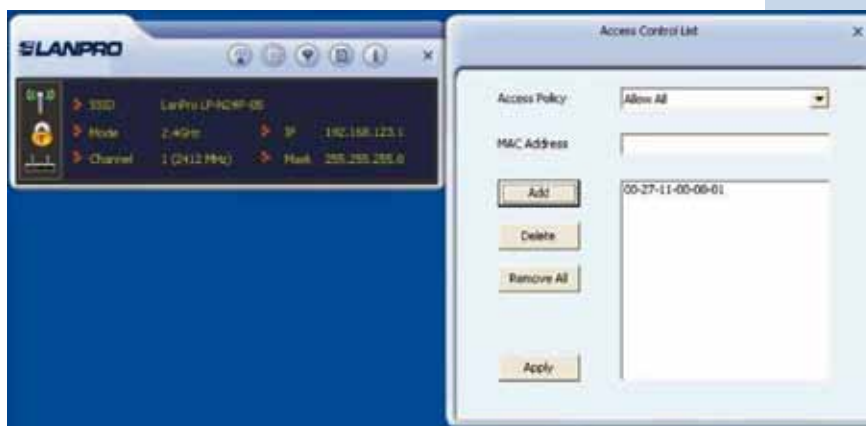 LANPRO
SSID LanPro LP-N24P-05
Mode 2.4GHz IP 192.168.123.1
Channel 1 (2412 MHz) Mask 255.255.255.0
Access Control List
Access Policy Allow All
MAC Address
Add 00-27-11-00-08-01
Delete
Remove All
Apply